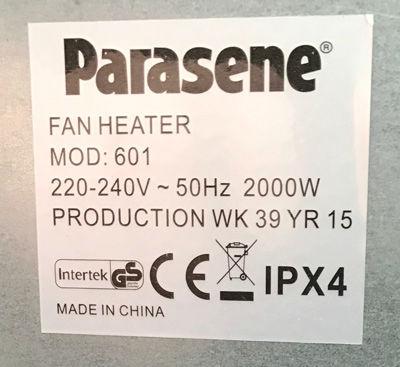 Parasene®
FAN HEATER
MOD: 601
220-240V ~ 50Hz 2000W
PRODUCTION WK 39 YR 15
Intertek GS CE IPX4
MADE IN CHINA